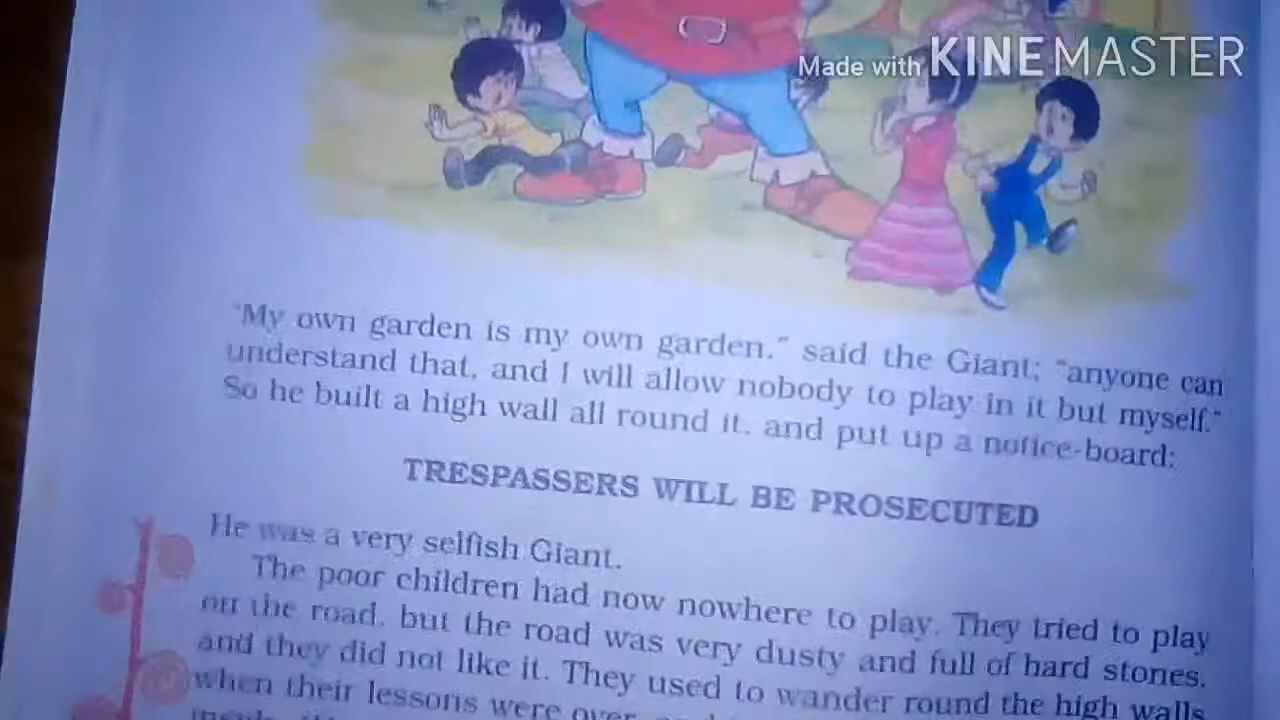 Made with KINEMASTER
"My own garden is my own garden." said the Giant; "anyone can
understand that, and I will allow nobody to play in it but myself."
So he built a high wall all round it, and put up a notice-board:
TRESPASSERS WILL BE PROSECUTED
He was a very selfish Giant.
The poor children had now nowhere to play. They tried to play
on the road, but the road was very dusty and full of hard stones,
and they did not like it. They used to wander round the high walls
when their lessons were over